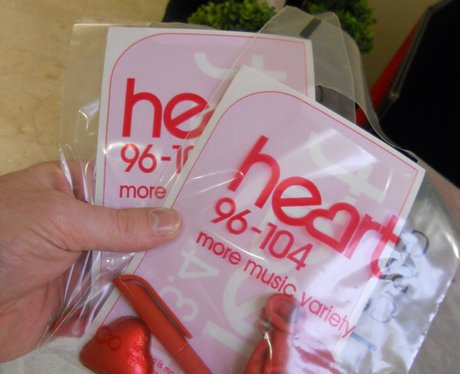 hea
96-10
more
heart
96-104
more music variety